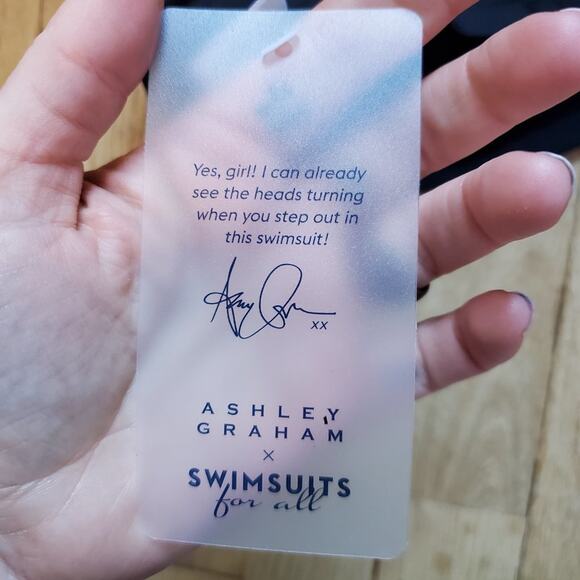 Yes, girl! I can already
see the heads turning
when you step out in
this swimsuit!
xx
ASHLEY
GRAHAM
x
SWIMSUITS
for all